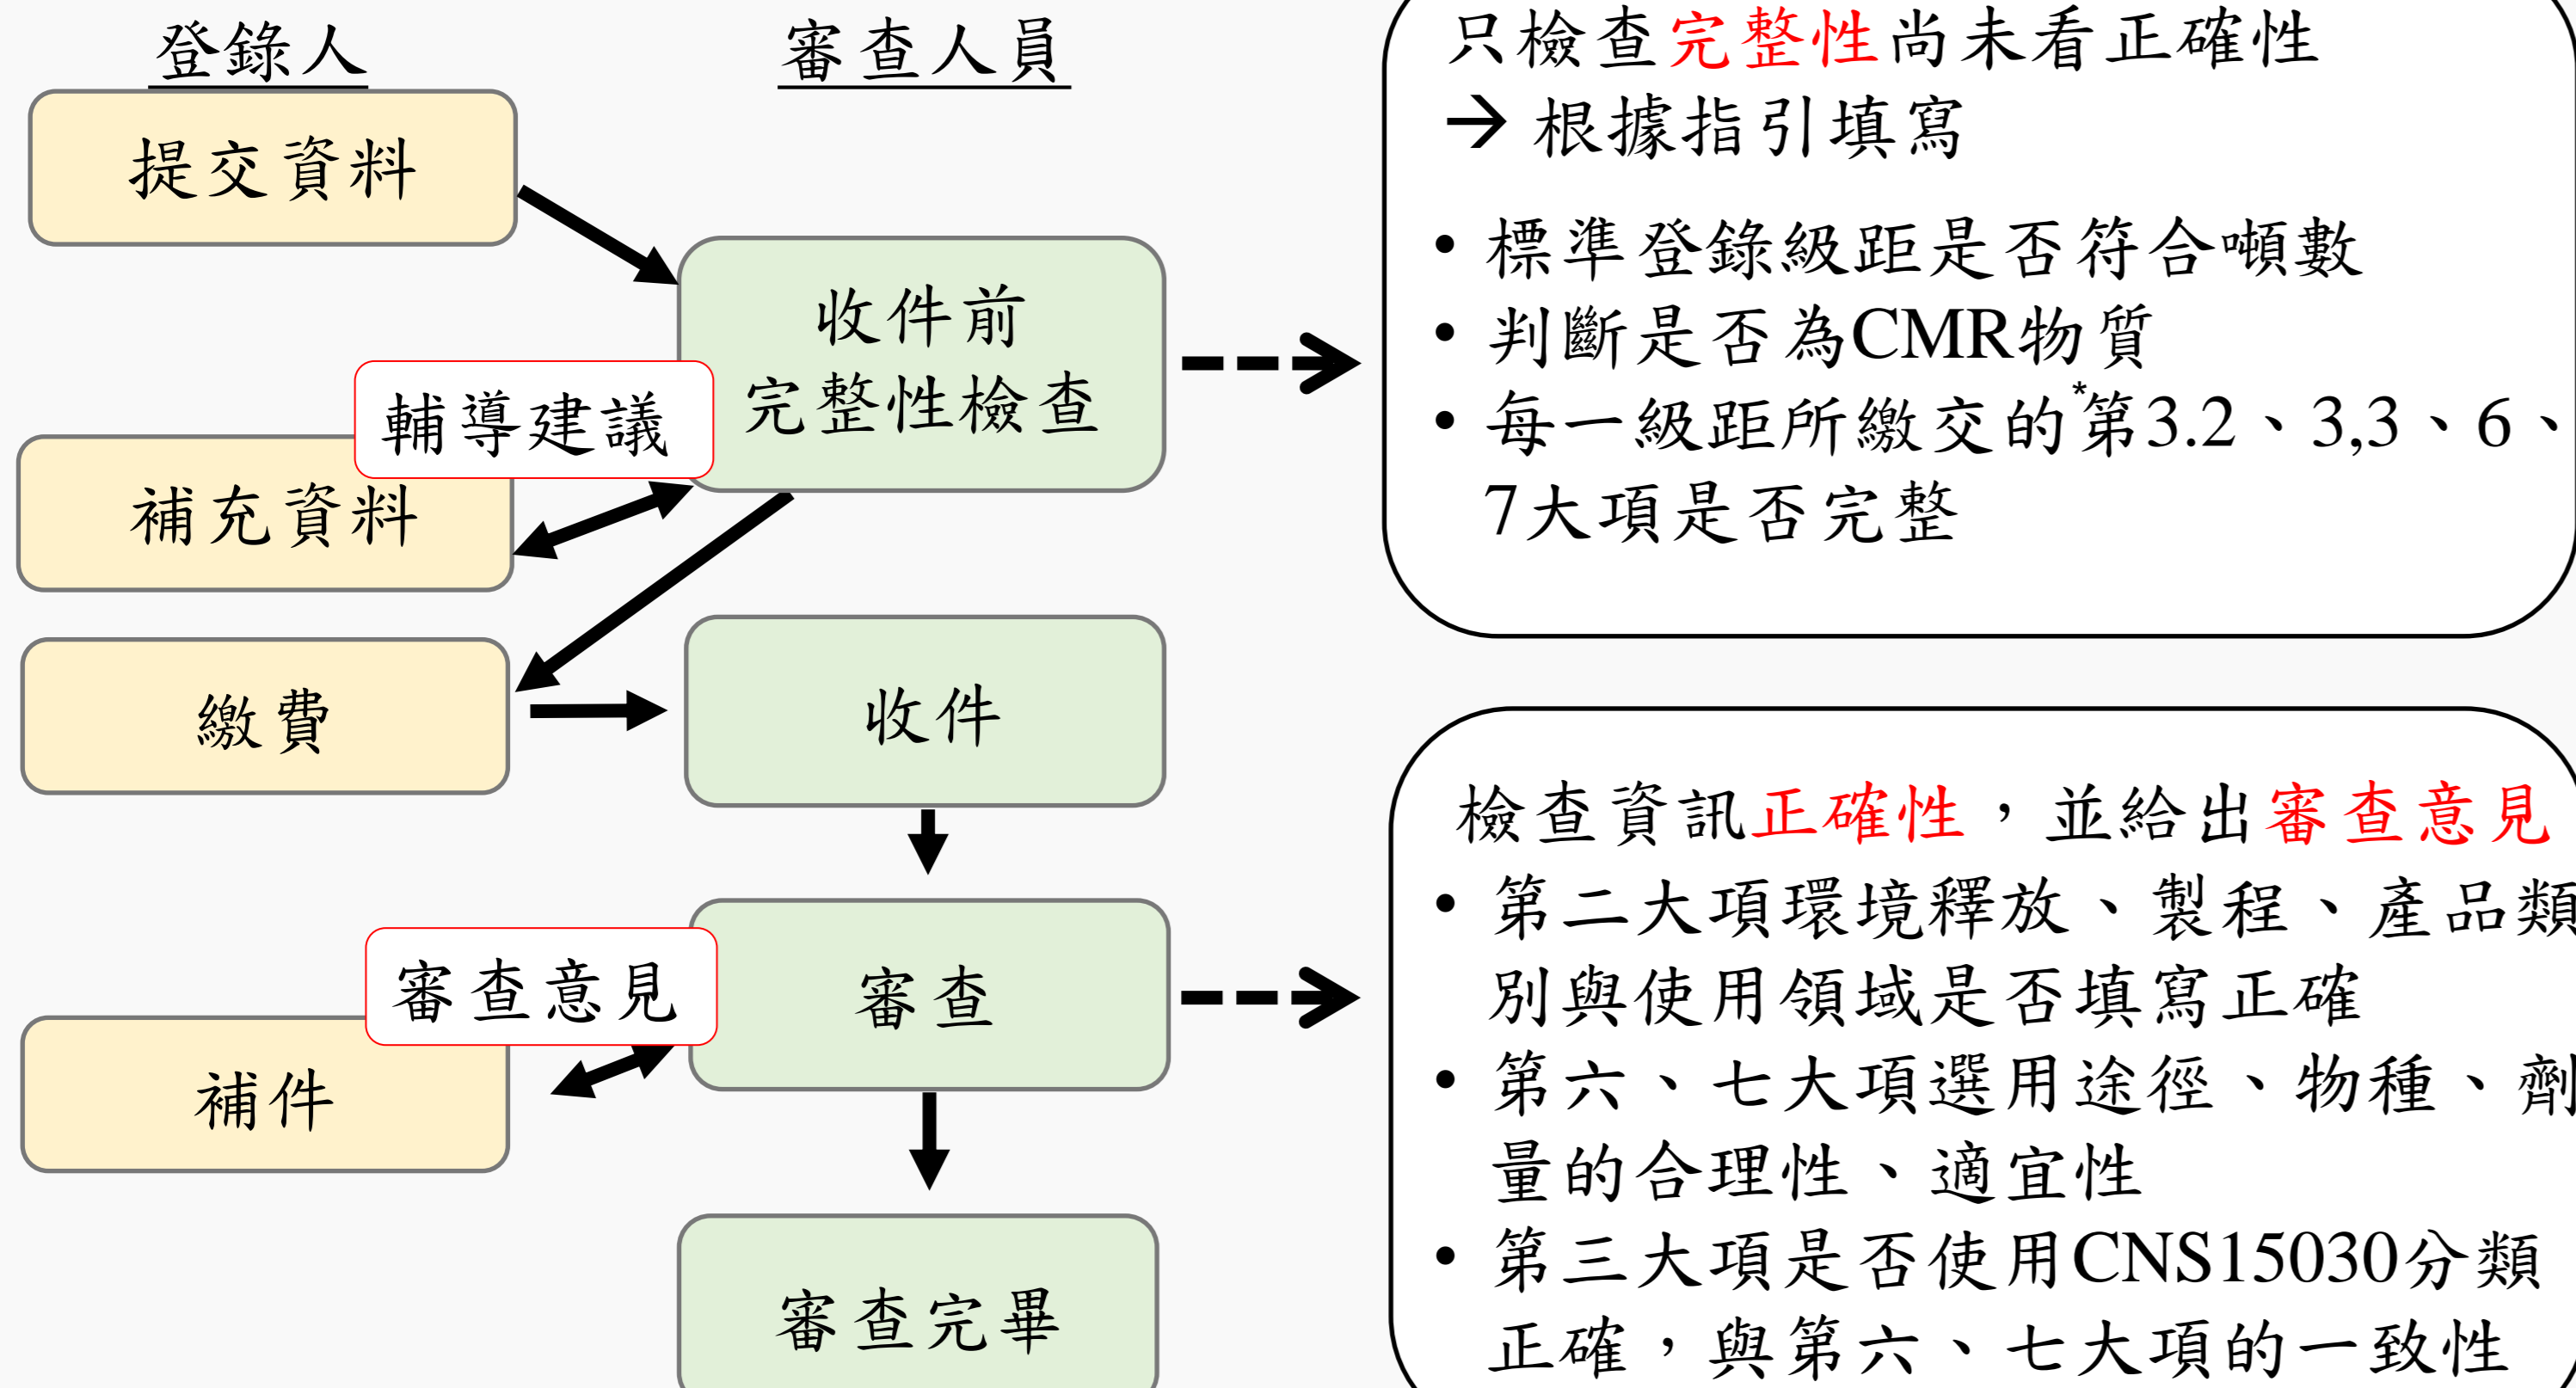 登錄人
審查人員
提交資料
收件前
完整性檢查
輔導建議
補充資料
繳費
收件
審查意見
審查
補件
審查完畢
只檢查完整性尚未看正確性
→ 根據指引填寫
• 標準登錄級距是否符合噸數
• 判斷是否為CMR物質
• 每一級距所繳交的*第3.2、3,3、6、
7大項是否完整
檢查資訊正確性，並給出審查意見
• 第二大項環境釋放、製程、產品類
別與使用領域是否填寫正確
• 第六、七大項選用途徑、物種、劑
量的合理性、適宜性
• 第三大項是否使用CNS15030分類
正確，與第六、七大項的一致性